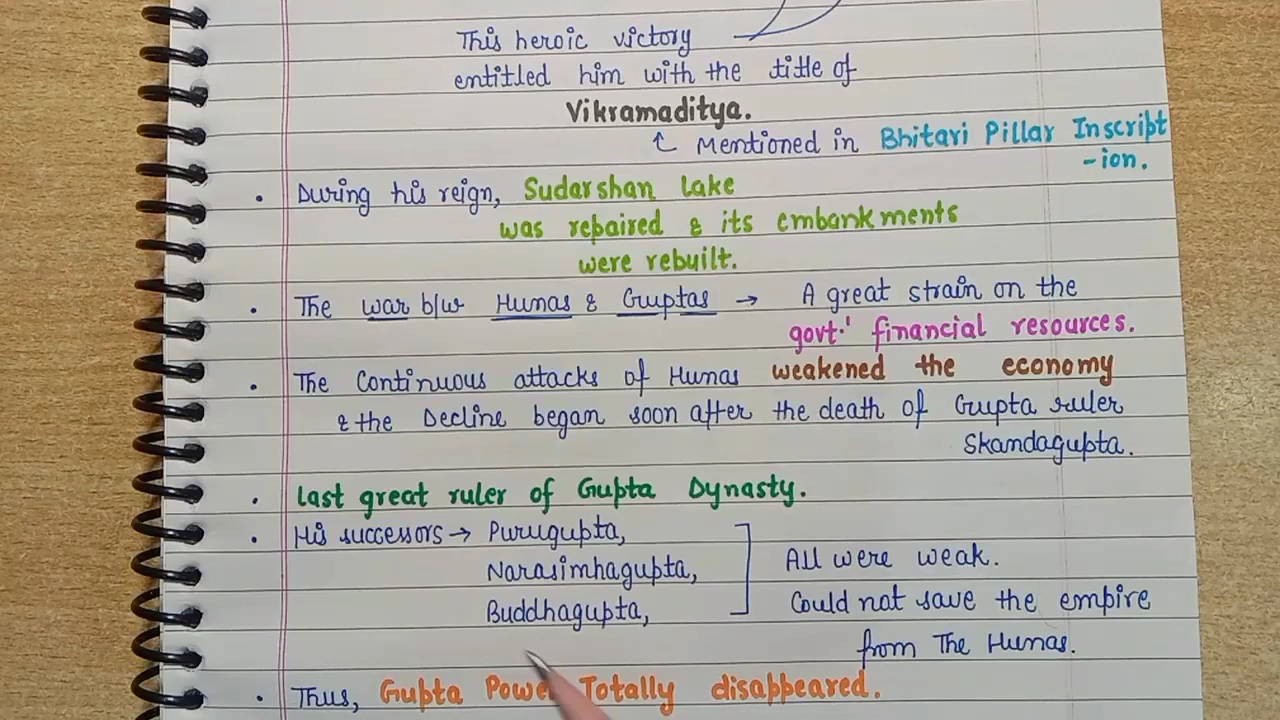 This heroic victory
entitled him with the title of
Vikramaditya.
Mentioned in Bhitari Pillar Inscript
-ion.
• During his reign, Sudarshan Lake
was repaired & its embankments
were rebuilt.
• The war b/w Hunas & Guptas → A great strain on the
govt.' financial resources.
• The Continuous attacks of Hunas weakened the economy
& the Decline began soon after the death of Gupta ruler
Skandagupta.
• Last great ruler of Gupta Dynasty.
• His successors → Purugupta,
Narasimhagupta,
Buddhagupta,
All were weak.
Could not save the empire
from The Hunas.
• Thus, Gupta Power Totally disappeared.